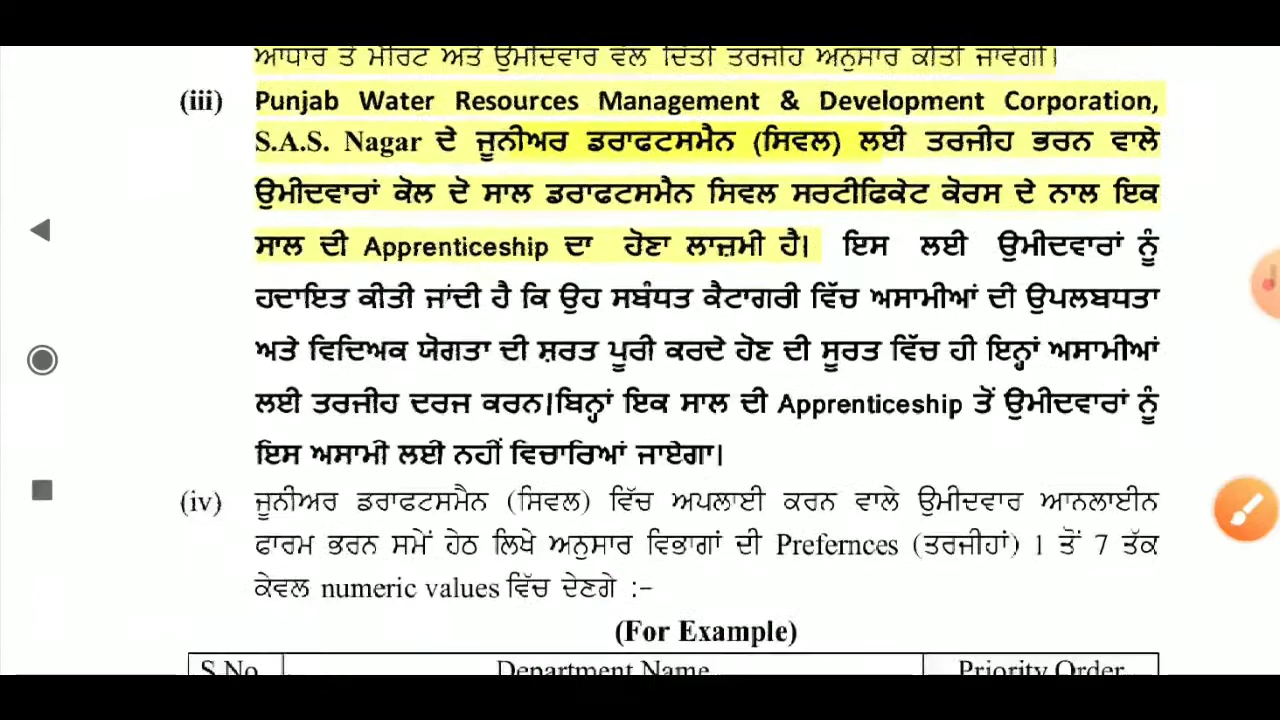 ਆਧਾਰ ਤੇ ਮੈਰਿਟ ਅਤੇ ਉਮੀਦਵਾਰ ਵੱਲੋਂ ਦਿੱਤੀ ਤਰਜੀਹ ਅਨੁਸਾਰ ਕੀਤੀ ਜਾਵੇਗੀ।
(iii) Punjab Water Resources Management & Development Corporation,
S.A.S. Nagar ਦੇ ਜੂਨੀਅਰ ਡਰਾਫਟਸਮੈਨ (ਸਿਵਲ) ਲਈ ਤਰਜੀਹ ਭਰਨ ਵਾਲੇ
ਉਮੀਦਵਾਰਾਂ ਕੋਲ ਦੋ ਸਾਲ ਡਰਾਫਟਸਮੈਨ ਸਿਵਲ ਸਰਟੀਫਿਕੇਟ ਕੋਰਸ ਦੇ ਨਾਲ ਇਕ
ਸਾਲ ਦੀ Apprenticeship ਦਾ ਹੋਣਾ ਲਾਜ਼ਮੀ ਹੈ। ਇਸ ਲਈ ਉਮੀਦਵਾਰਾਂ ਨੂੰ
ਹਦਾਇਤ ਕੀਤੀ ਜਾਂਦੀ ਹੈ ਕਿ ਉਹ ਸਬੰਧਤ ਕੈਟਾਗਰੀ ਵਿੱਚ ਅਸਾਮੀਆਂ ਦੀ ਉਪਲਬਧਤਾ
ਅਤੇ ਵਿਦਿਅਕ ਯੋਗਤਾ ਦੀ ਸ਼ਰਤ ਪੂਰੀ ਕਰਦੇ ਹੋਣ ਦੀ ਸੂਰਤ ਵਿੱਚ ਹੀ ਇਨ੍ਹਾਂ ਅਸਾਮੀਆਂ
ਲਈ ਤਰਜੀਹ ਦਰਜ ਕਰਨ।ਬਿਨ੍ਹਾਂ ਇਕ ਸਾਲ ਦੀ Apprenticeship ਤੋਂ ਉਮੀਦਵਾਰਾਂ ਨੂੰ
ਇਸ ਅਸਾਮੀ ਲਈ ਨਹੀਂ ਵਿਚਾਰਿਆਂ ਜਾਏਗਾ।
(iv) ਜੂਨੀਅਰ ਡਰਾਫਟਸਮੈਨ (ਸਿਵਲ) ਵਿੱਚ ਅਪਲਾਈ ਕਰਨ ਵਾਲੇ ਉਮੀਦਵਾਰ ਆਨਲਾਈਨ
ਫਾਰਮ ਭਰਨ ਸਮੇਂ ਹੇਠ ਲਿਖੇ ਅਨੁਸਾਰ ਵਿਭਾਗਾਂ ਦੀ Prefernces (ਤਰਜੀਹਾਂ) 1 ਤੋਂ 7 ਤੱਕ
ਕੇਵਲ numeric values ਵਿੱਚ ਦੇਣਗੇ :-
(For Example)
S.No Department Name Priority Order